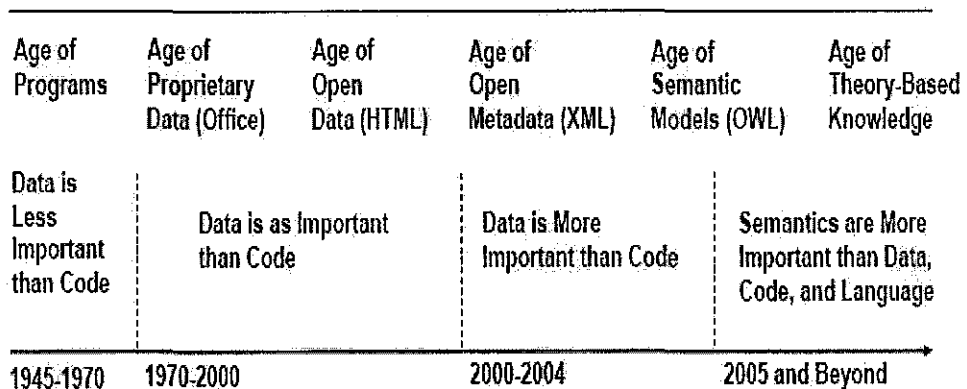 Age of
Programs
Age of
Proprietary
Data (Office)
Age of
Open
Data (HTML)
Age of
Open
Metadata (XML)
Age of
Semantic
Models (OWL)
Age of
Theory-Based
Knowledge
Data is
Less
Important
than Code
Data is as Important
than Code
Data is More
Important than Code
Semantics are More
Important than Data,
Code, and Language
1945-1970
1970-2000
2000-2004
2005 and Beyond